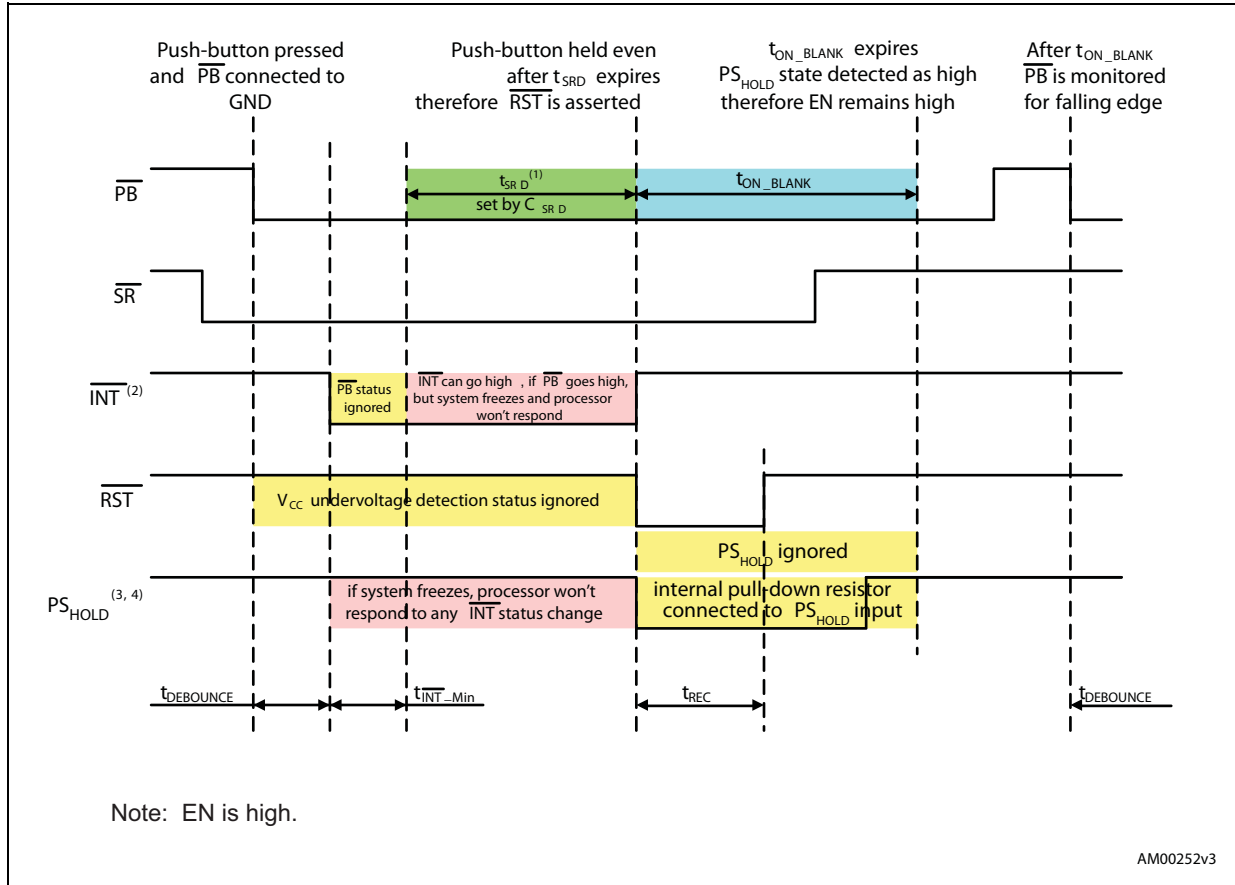 Push-button pressed
and PB connected to
GND
Push-button held even
after tSRD expires
therefore RST is asserted
tON_BLANK expires
PSHOLD state detected as high
therefore EN remains high
After tON_BLANK
PB is monitored
for falling edge
PB
tSR D(1)
set by C SR D
tON_BLANK
SR
INT (2)
PB status
ignored
INT can go high , if PB goes high,
but system freezes and processor
won't respond
RST
VCC undervoltage detection status ignored
PSHOLD ignored
PSHOLD (3, 4)
if system freezes, processor won't
respond to any INT status change
internal pull-down resistor
connected to PSHOLD input
tDEBOUNCE
tINT_Min
tREC
tDEBOUNCE
Note: EN is high.
AM00252v3